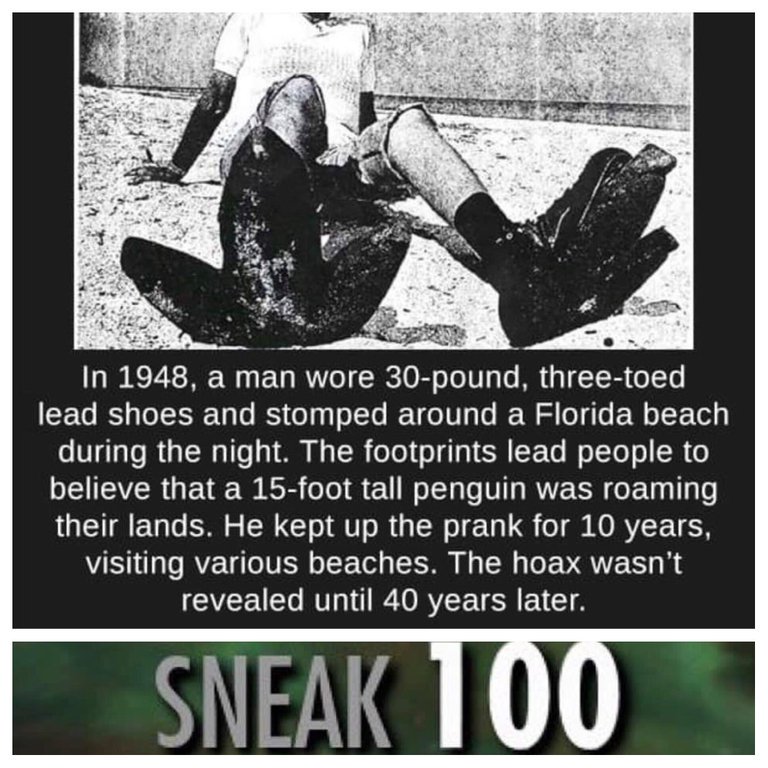 In 1948, a man wore 30-pound, three-toed
lead shoes and stomped around a Florida beach
during the night. The footprints lead people to
believe that a 15-foot tall penguin was roaming
their lands. He kept up the prank for 10 years,
visiting various beaches. The hoax wasn't
revealed until 40 years later.
SNEAK 100